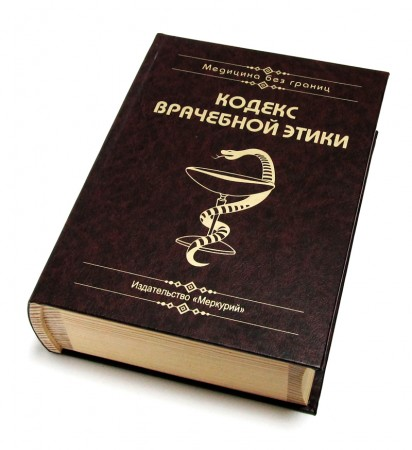 Медицина без границ
КОДЕКС
ВРАЧЕБНОЙ ЭТИКИ
Издательство «Меркурий»